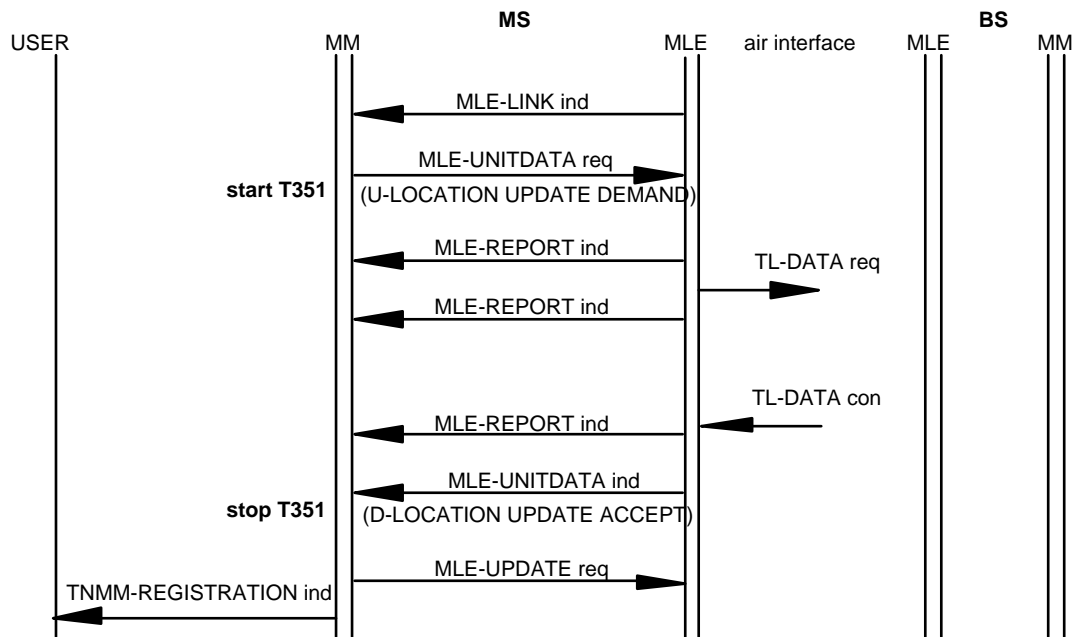 MS
BS
USER
MM
MLE
air interface
MLE
MM
MLE-LINK ind
MLE-UNITDATA req
start T351
(U-LOCATION UPDATE DEMAND)
MLE-REPORT ind
TL-DATA req
MLE-REPORT ind
TL-DATA con
MLE-REPORT ind
MLE-UNITDATA ind
stop T351
(D-LOCATION UPDATE ACCEPT)
MLE-UPDATE req
TNMM-REGISTRATION ind